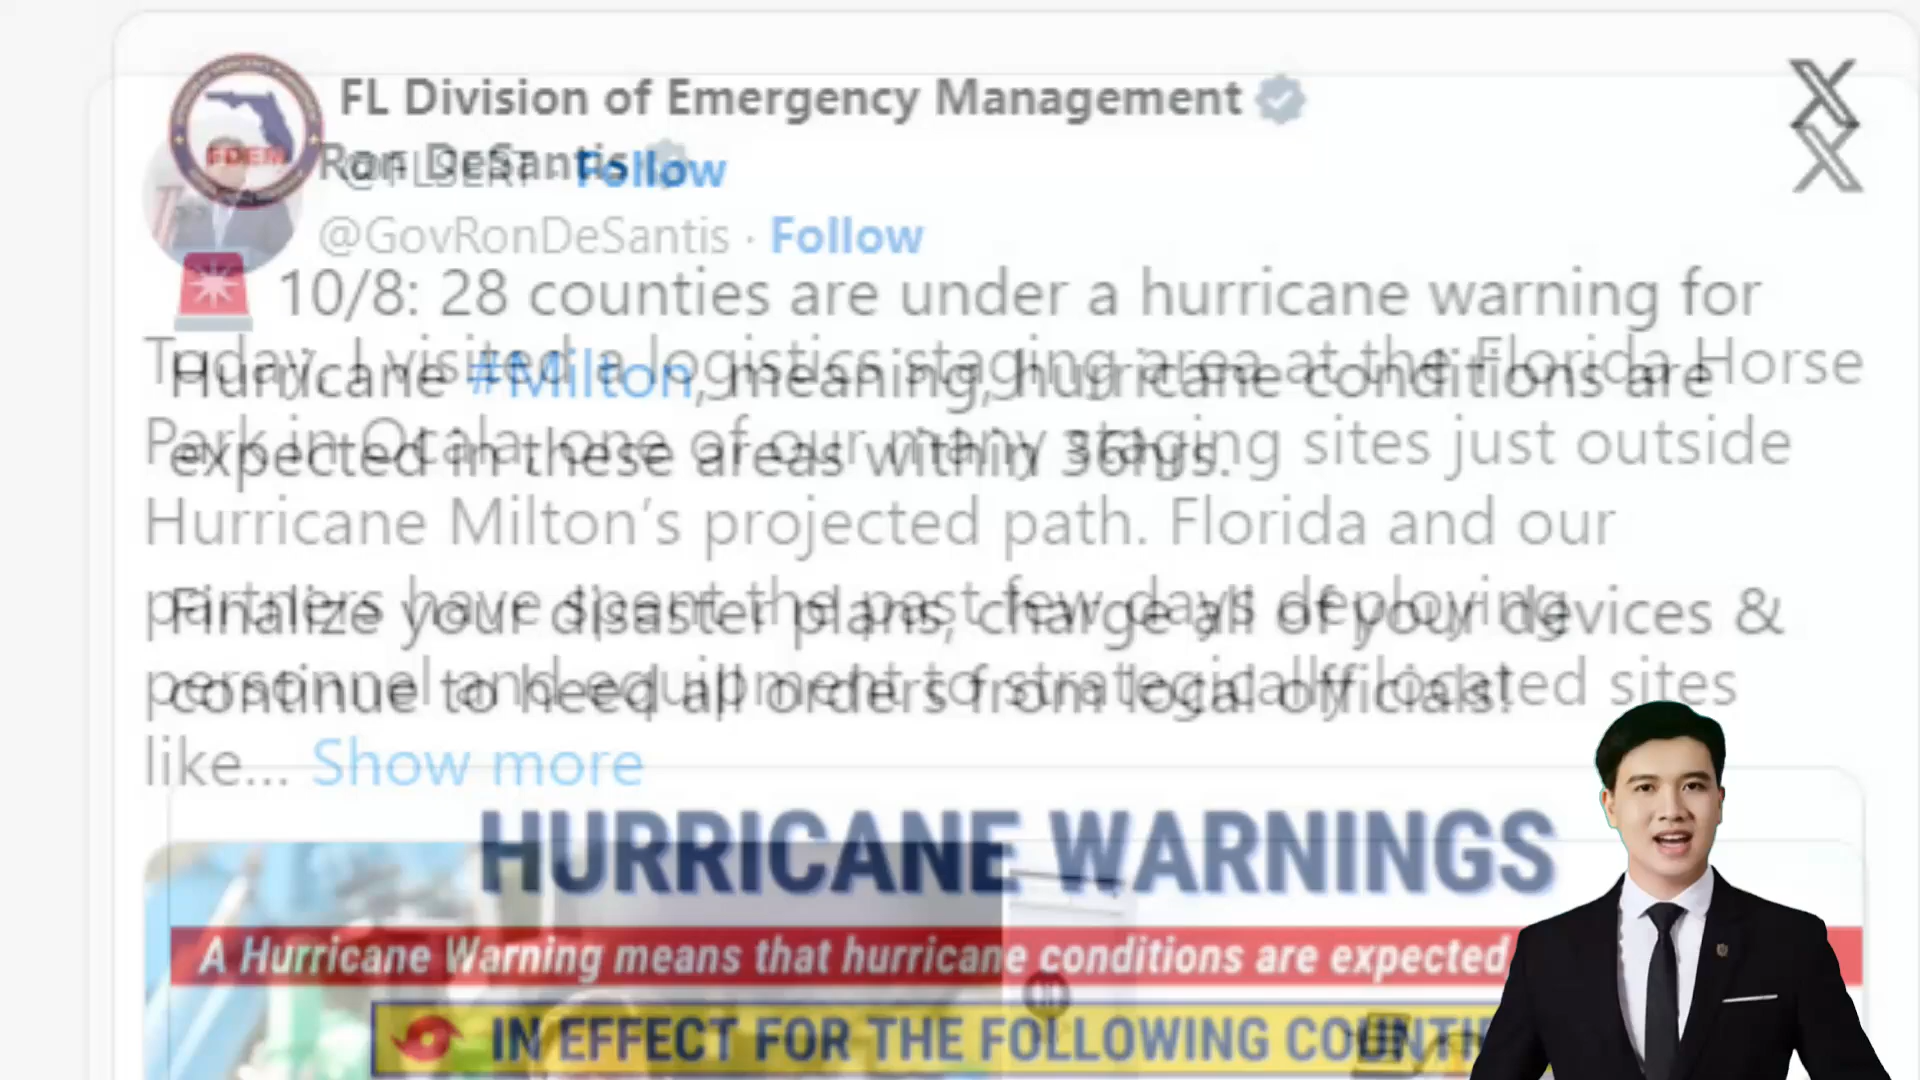 FL Division of Emergency Management
@FLSERT · Follow
10/8: 28 counties are under a hurricane warning for
Hurricane #Milton, meaning, hurricane conditions are
expected in these areas within 36hrs.
Finalize your disaster plans, charge all of your devices &
continue to heed all orders from local officials!
Ron DeSantis
@GovRonDeSantis · Follow
Today, I visited a logistics staging area at the Florida Horse
Park in Ocala, one of our many staging sites just outside
Hurricane Milton's projected path. Florida and our
partners have spent the past few days deploying
personnel and equipment to strategically located sites
like... Show more
FDEM
HURRICANE WARNINGS
A Hurricane Warning means that hurricane conditions are expected
IN EFFECT FOR THE FOLLOWING COUNTI